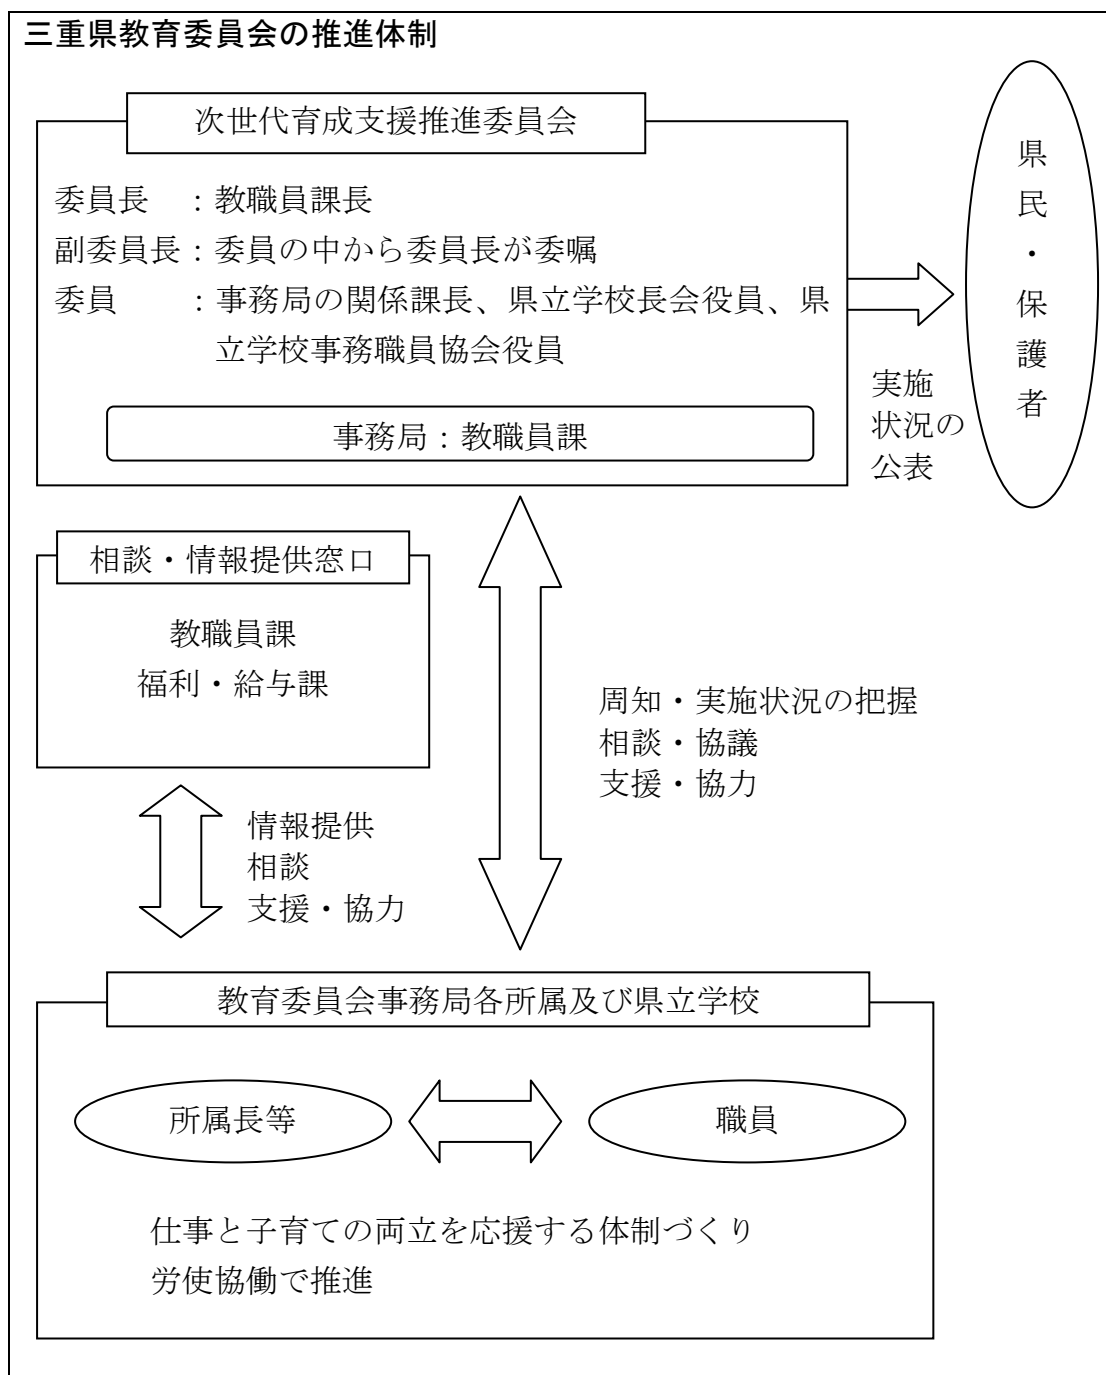 三重県教育委員会の推進体制
次世代育成支援推進委員会
委員長　：教職員課長
副委員長：委員の中から委員長が委嘱
委員　　：事務局の関係課長、県立学校長会役員、県
立学校事務職員協会役員
事務局：教職員課
実施
状況の
公表
県民・保護者
相談・情報提供窓口
教職員課
福利・給与課
周知・実施状況の把握
相談・協議
支援・協力
情報提供
相談
支援・協力
教育委員会事務局各所属及び県立学校
所属長等
職員
仕事と子育ての両立を応援する体制づくり
労使協働で推進